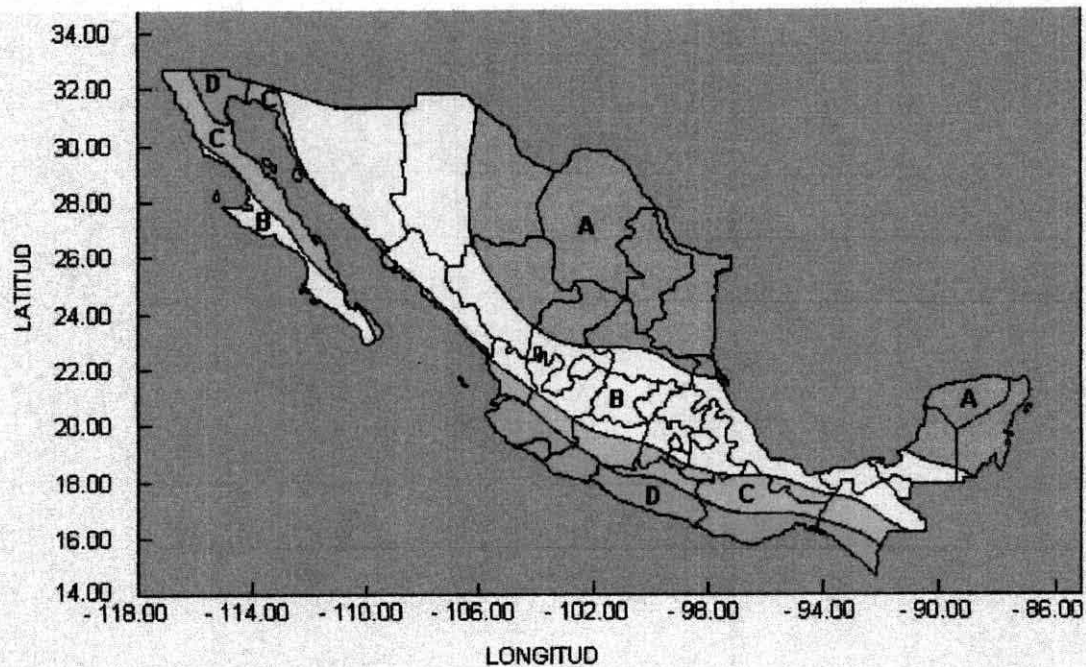 34.00
32.00
30.00
28.00
26.00
24.00
22.00
20.00
18.00
16.00
14.00
LATITUD
D
C
C
B
A
B
A
D
C
- 118.00 - 114.00 - 110.00 - 106.00 - 102.00 - 98.00 - 94.00 - 90.00 - 86.00
LONGITUD